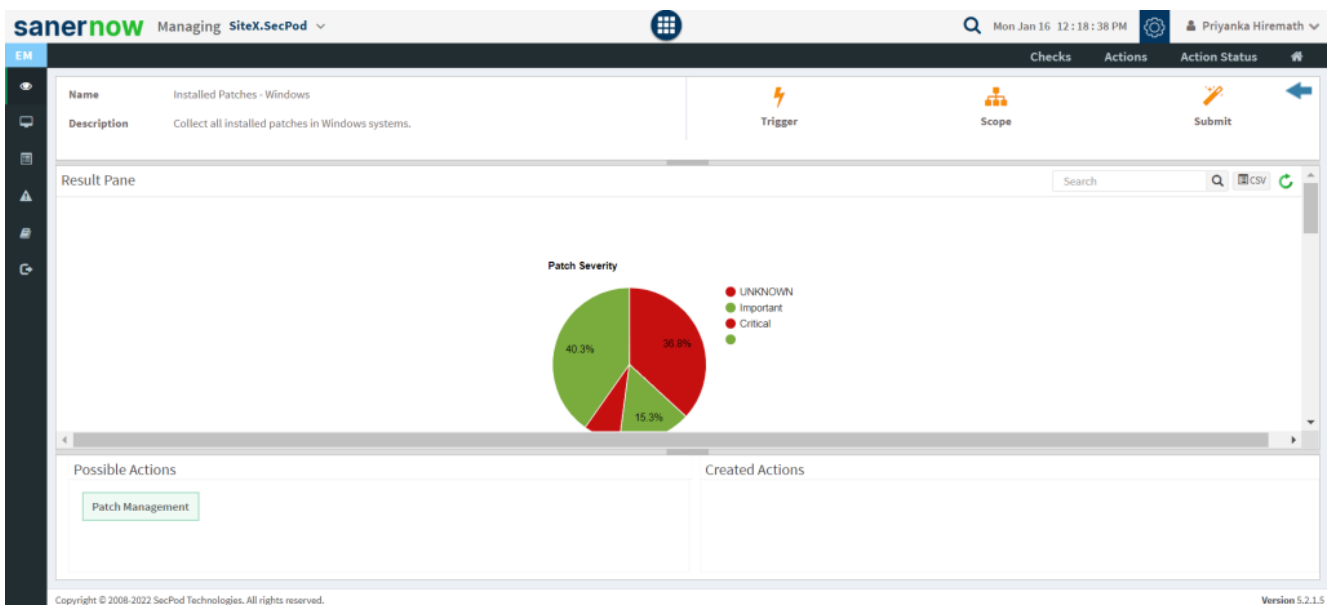 sanernow Managing SiteX.SecPod Mon Jan 16 12:18:38 PM Priyanka Hiremath
EM Checks Actions Action Status
Name Installed Patches - Windows
Description Collect all installed patches in Windows systems.
Trigger Scope Submit
Result Pane Search CSV
Patch Severity
UNKNOWN
Important
Critical
40.3% 36.8%
15.3%
Possible Actions Created Actions
Patch Management
Copyright © 2008-2022 SecPod Technologies. All rights reserved. Version 5.2.1.5